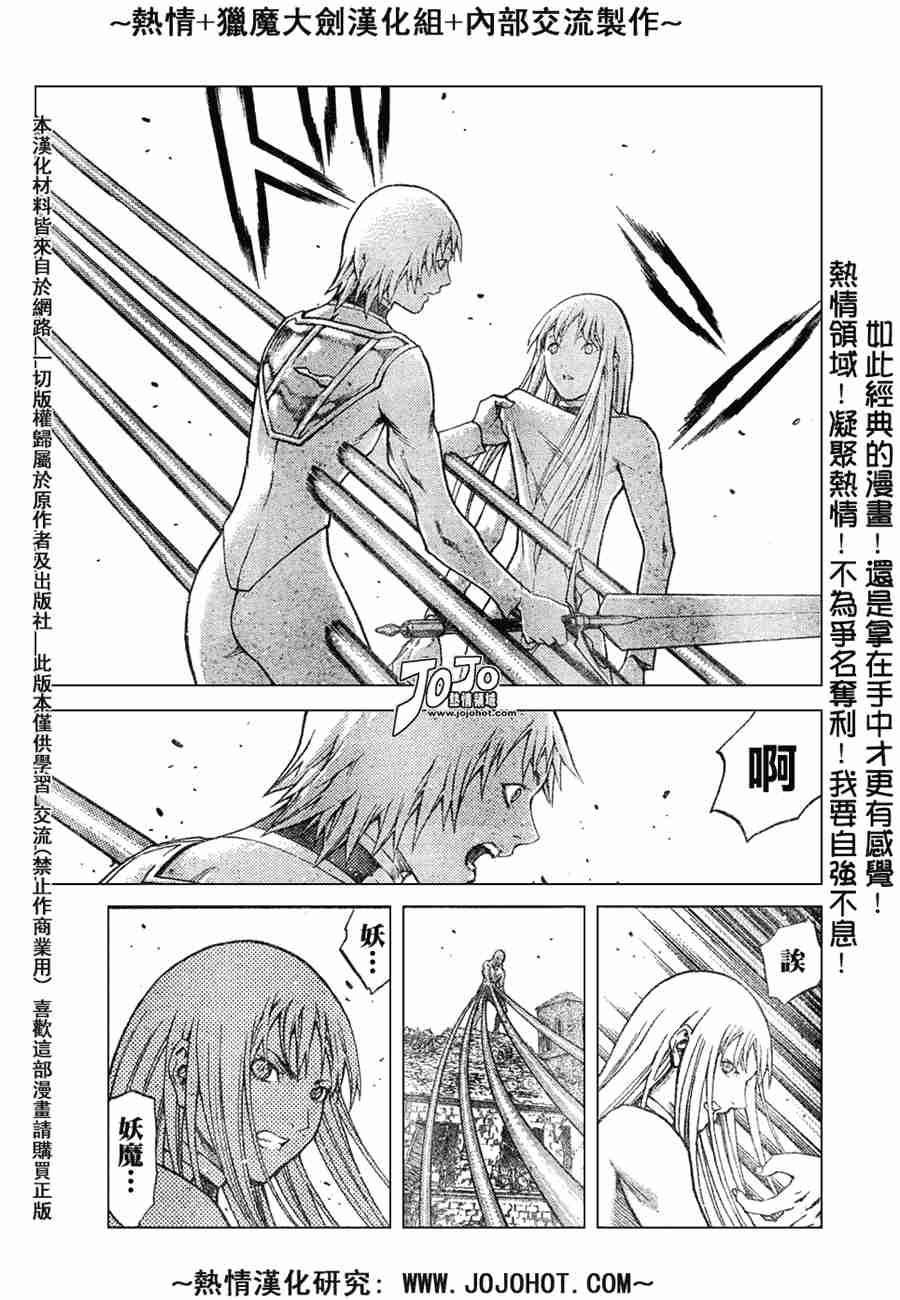 ~熱情+獵魔大劍漢化組+內部交流製作~
如此經典的漫畫！還是拿在手中才更有感覺！
熱情領域！凝聚熱情！不為爭名奪利！我要自強不息！
本漢化材料皆來自於網路—一切版權歸屬於原作者及出版社—此版本僅供學習 交流(禁止作商業用) 喜歡這部漫畫請購買正版
JOJO
熱情領域
www.jojohot.com
啊
誒
妖…
妖魔…
~熱情漢化研究: WWW.JOJOHOT.COM~